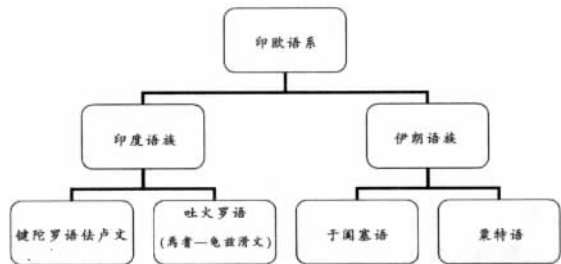 印欧语系
印度语族
伊朗语族
犍陀罗语佉卢文
吐火罗语
(焉耆—龟兹滑文)
于阗塞语
粟特语